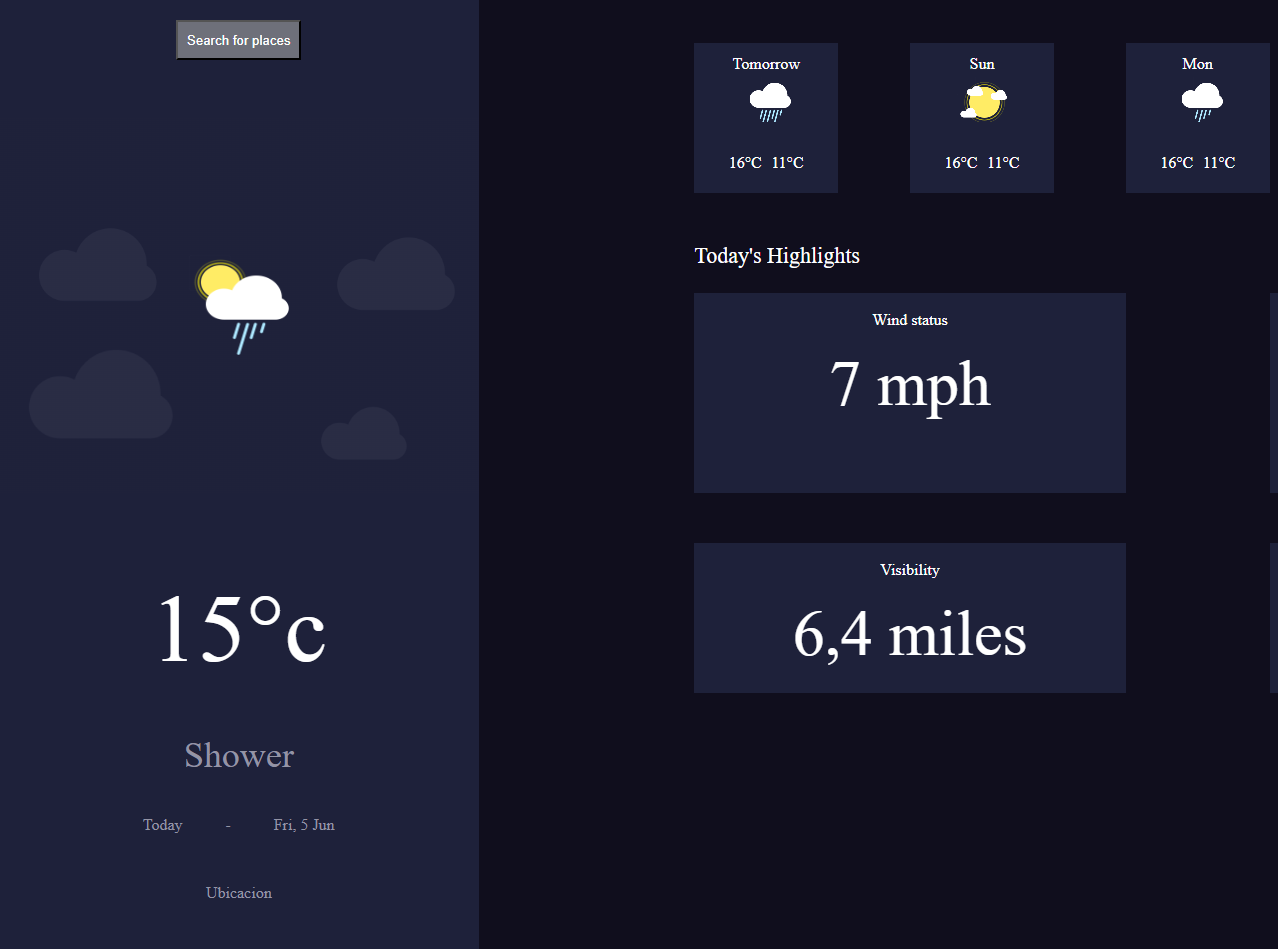 Search for places
15°c
Shower
Today - Fri, 5 Jun
Ubicacion
Tomorrow
16°C 11°C
Sun
16°C 11°C
Mon
16°C 11°C
Today's Highlights
Wind status
7 mph
Visibility
6,4 miles